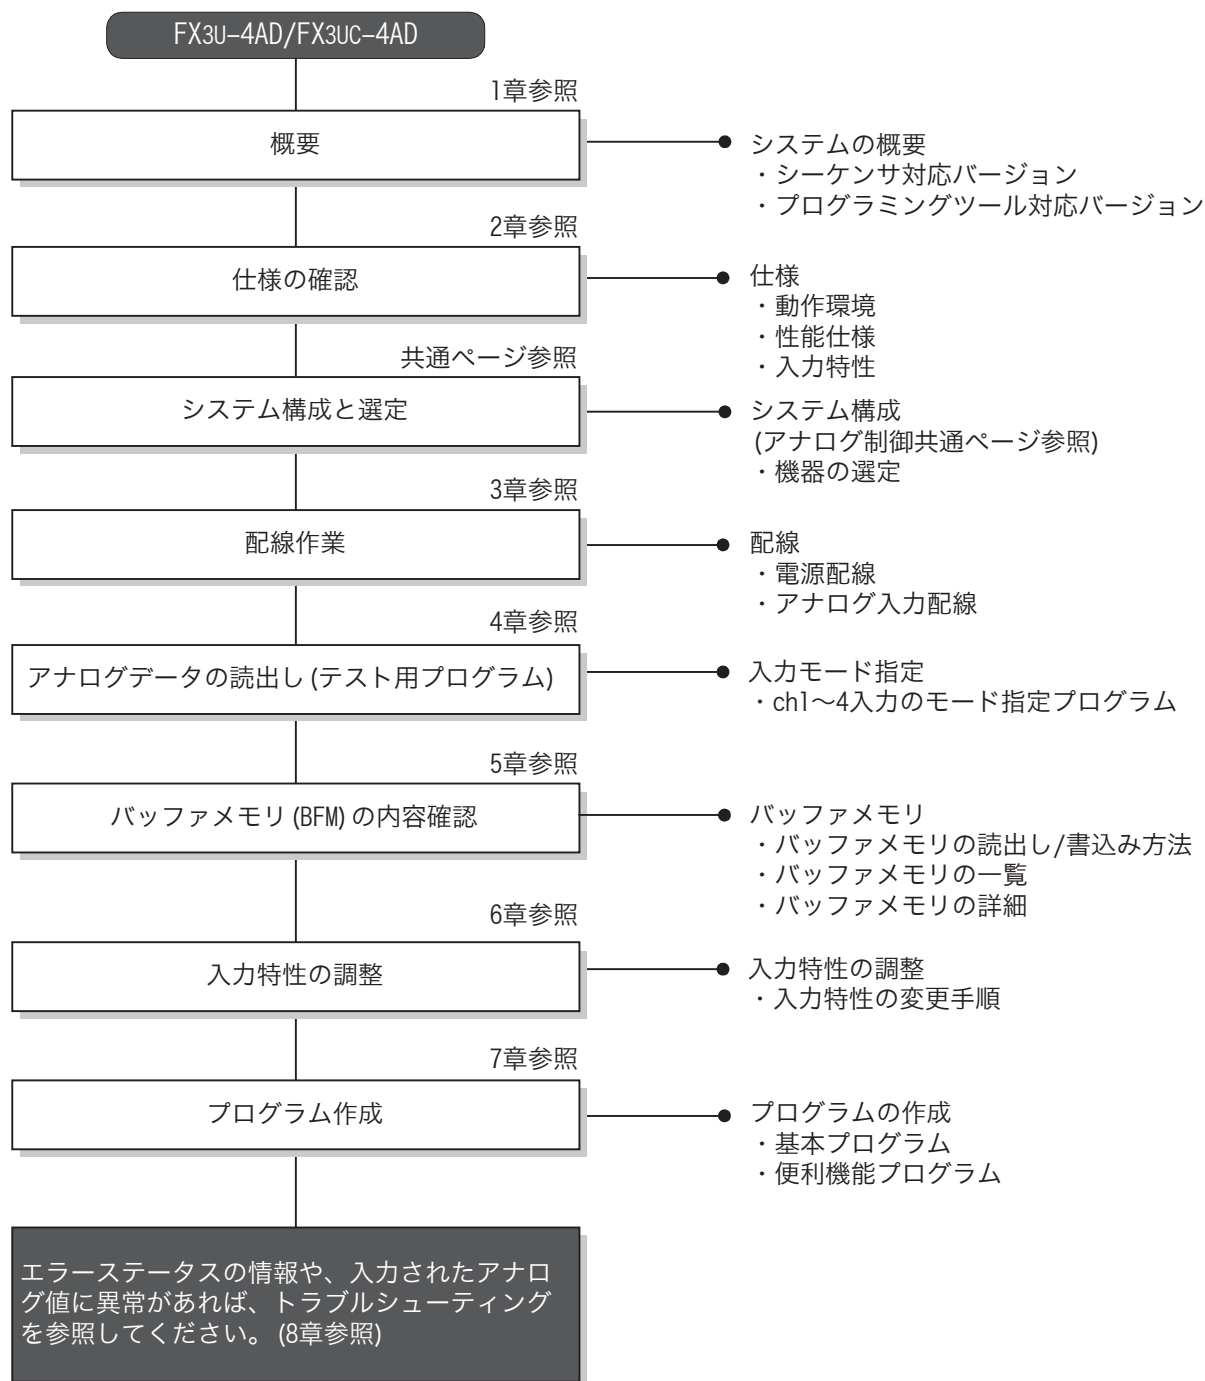 FX3U-4AD/FX3UC-4AD
1章参照
概要
システムの概要
・シーケンサ対応バージョン
・プログラミングツール対応バージョン
2章参照
仕様の確認
仕様
・動作環境
・性能仕様
・入力特性
共通ページ参照
システム構成と選定
システム構成
(アナログ制御共通ページ参照)
・機器の選定
3章参照
配線作業
配線
・電源配線
・アナログ入力配線
4章参照
アナログデータの読出し(テスト用プログラム)
入力モード指定
・ch1～4入力のモード指定プログラム
5章参照
バッファメモリ(BFM)の内容確認
バッファメモリ
・バッファメモリの読出し/書込み方法
・バッファメモリの一覧
・バッファメモリの詳細
6章参照
入力特性の調整
入力特性の調整
・入力特性の変更手順
7章参照
プログラム作成
プログラムの作成
・基本プログラム
・便利機能プログラム
エラーステータスの情報や、入力されたアナロ
グ値に異常があれば、トラブルシューティング
を参照してください。(8章参照)